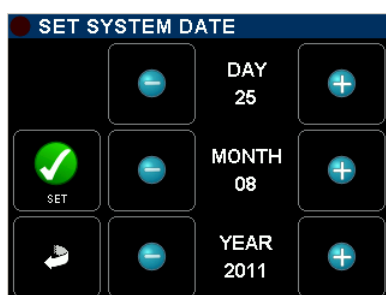 SET SYSTEM DATE
DAY
25
MONTH
08
SET
YEAR
2011